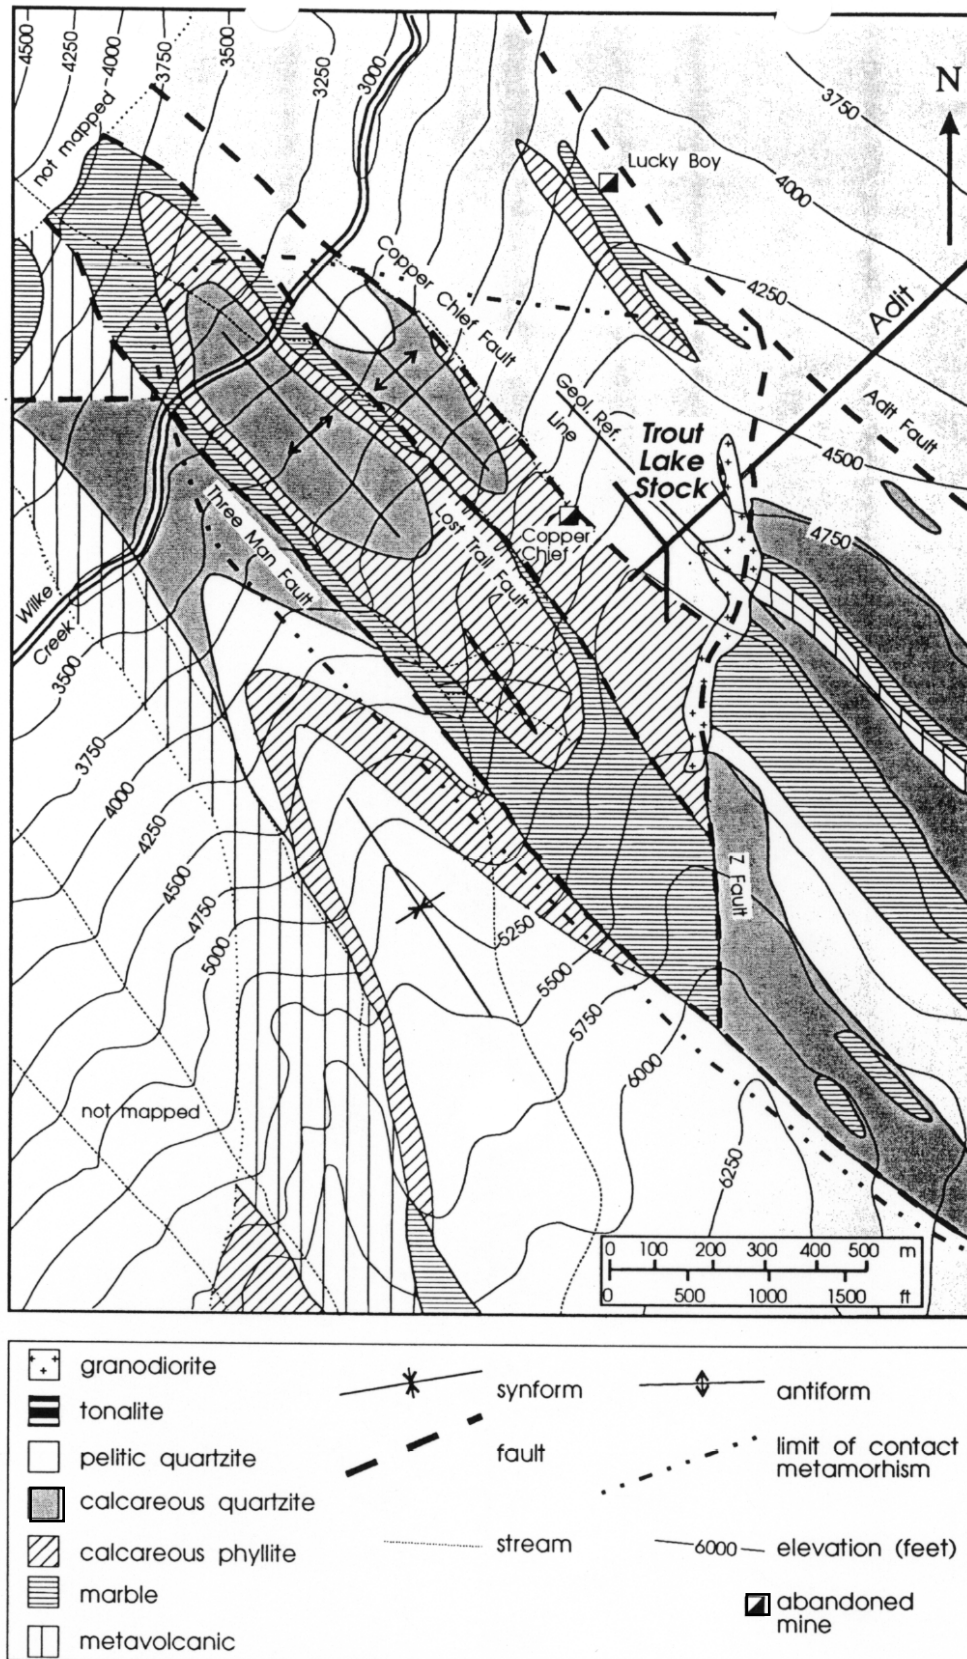 4500
4250
4000
3750
3500
3250
3000
3750
N
not mapped
Lucky Boy
4000
4250
Copper Chief Fault
Adit
Geol. Ref.
Line
Trout
Lake
Stock
Adit Fault
4500
4750
Copper
Chief
Three Man Fault
Lost Trail Fault
Wilke
Creek
3500
3750
4000
4250
4500
4750
5000
5250
5500
5750
6000
6250
Z Fault
not mapped
0 100 200 300 400 500 m
0 500 1000 1500 ft
granodiorite
tonalite
pelitic quartzite
calcareous quartzite
calcareous phyllite
marble
metavolcanic
synform
fault
stream
antiform
limit of contact
metamorhism
6000 elevation (feet)
abandoned
mine